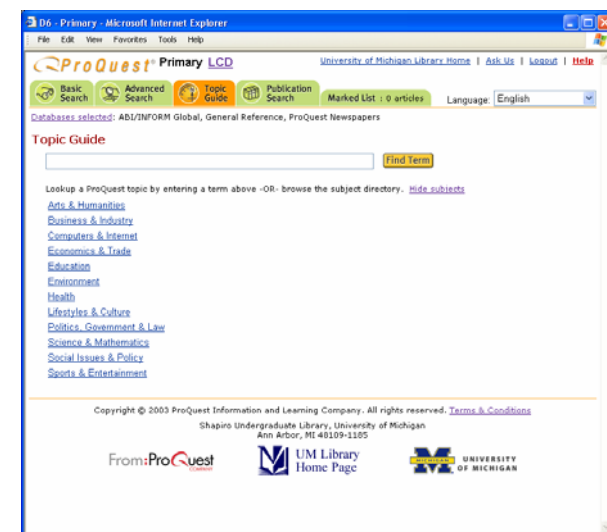 D6 - Primary - Microsoft Internet Explorer
File Edit View Favorites Tools Help
ProQuest® Primary LCD
University of Michigan Library Home | Ask Us | Logout | Help
Basic Search
Advanced Search
Topic Guide
Publication Search
Marked List : 0 articles
Language: English
Databases selected: ABI/INFORM Global, General Reference, ProQuest Newspapers
Topic Guide
Find Term
Lookup a ProQuest topic by entering a term above -OR- browse the subject directory. Hide subjects
Arts & Humanities
Business & Industry
Computers & Internet
Economics & Trade
Education
Environment
Health
Lifestyles & Culture
Politics, Government & Law
Science & Mathematics
Social Issues & Policy
Sports & Entertainment
Copyright © 2003 ProQuest Information and Learning Company. All rights reserved. Terms & Conditions
Shapiro Undergraduate Library, University of Michigan
Ann Arbor, MI 48109-1185
From:ProQuest
COMPANY
UM Library
Home Page
MICHIGAN
UNIVERSITY
OF MICHIGAN